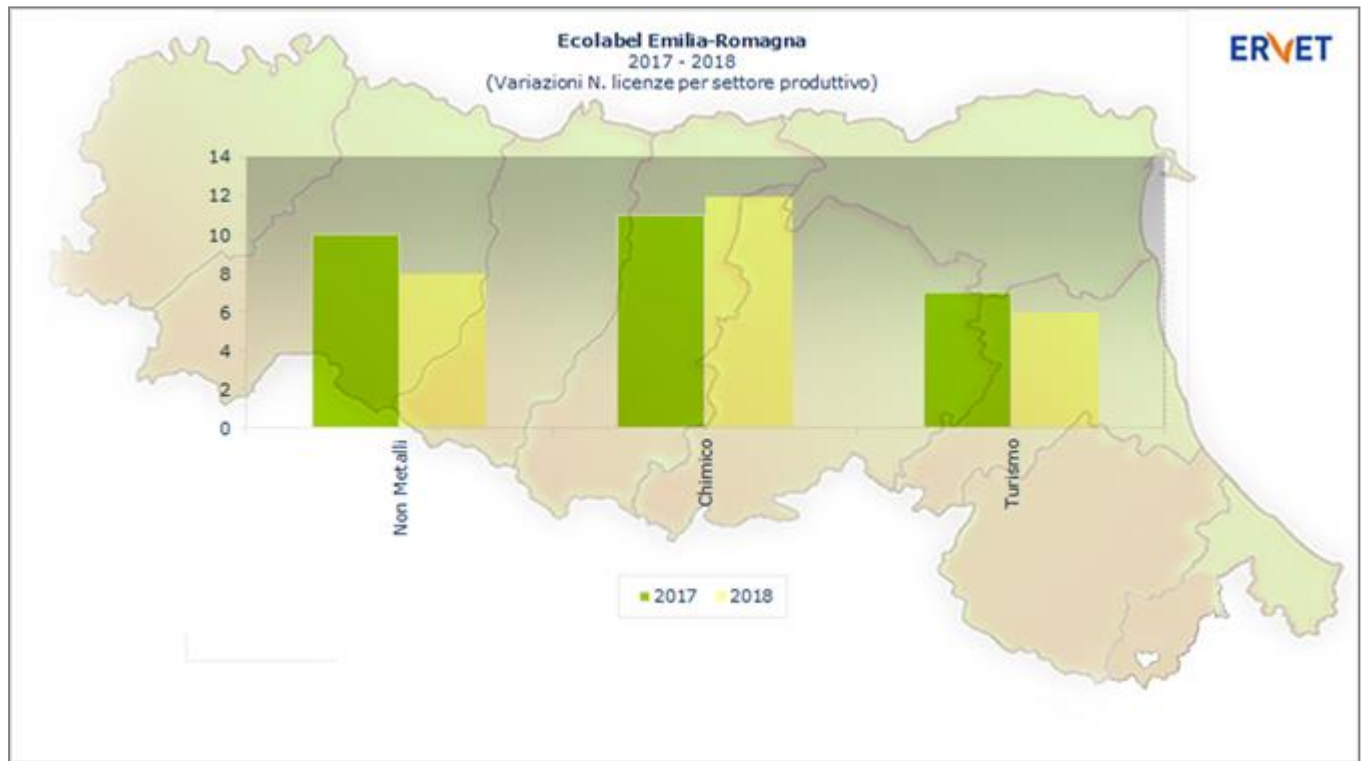 Ecolabel Emilia-Romagna
2017 - 2018
(Variazioni N. licenze per settore produttivo)
ERVET
14
12
10
8
6
4
2
0
Non Metalli
Chimico
Turismo
2017 2018